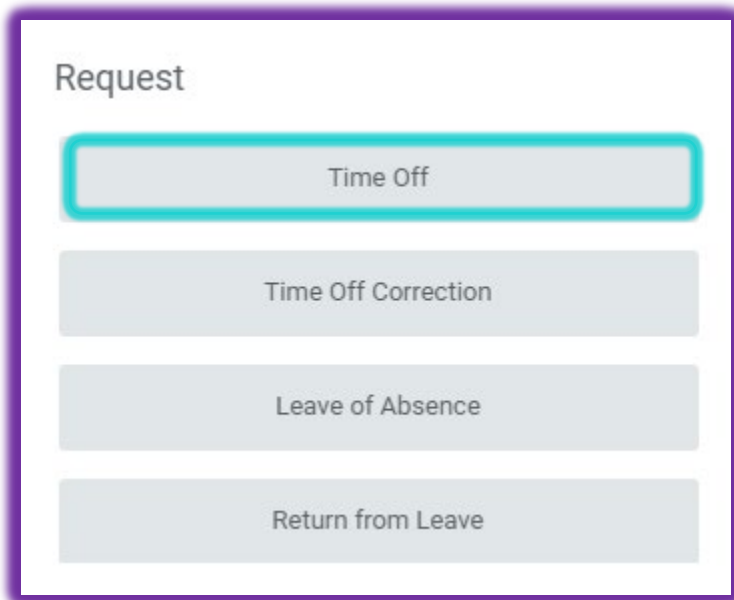 Request
Time Off
Time Off Correction
Leave of Absence
Return from Leave